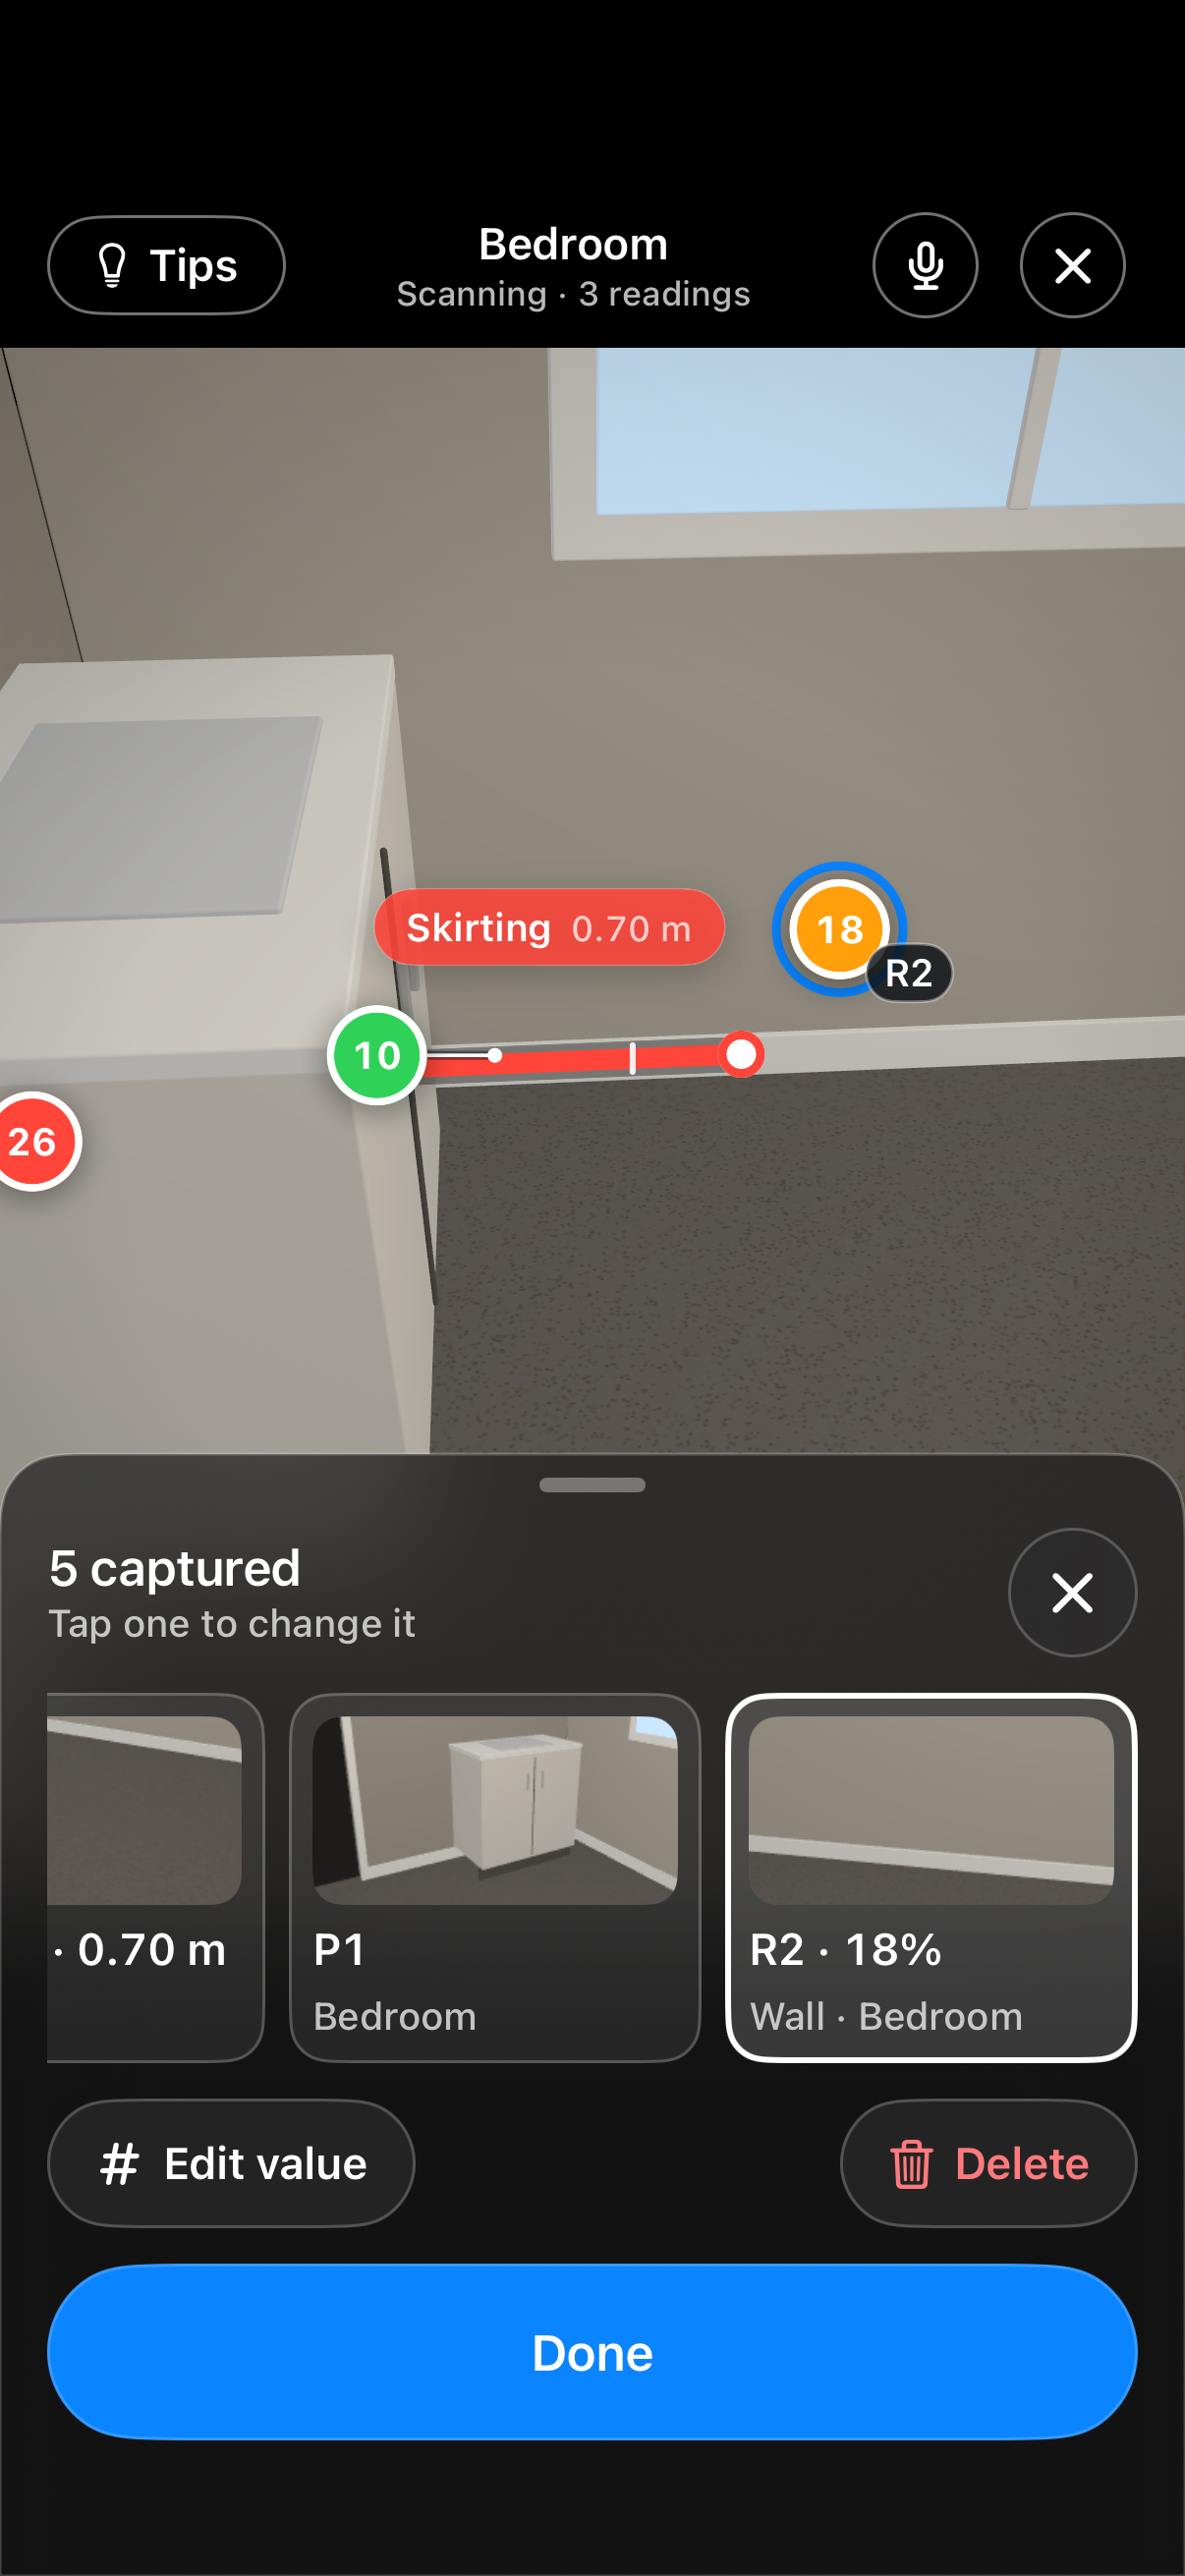 Tips
Bedroom
Scanning · 3 readings
Skirting 0.70 m
18
R2
10
26
5 captured
Tap one to change it
· 0.70 m
P1
Bedroom
R2 · 18%
Wall · Bedroom
# Edit value
Delete
Done